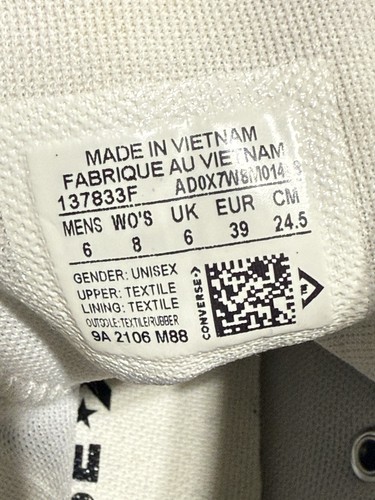 MADE IN VIETNAM
FABRIQUE AU VIETNAM
137833F
MENS WO'S UK EUR CM
6 8 6 39 24.5
GENDER: UNISEX
UPPER: TEXTILE
LINING: TEXTILE
OUTOOLE:TEXTILE/RUBBER
9A 2106 M88
CONVERSE